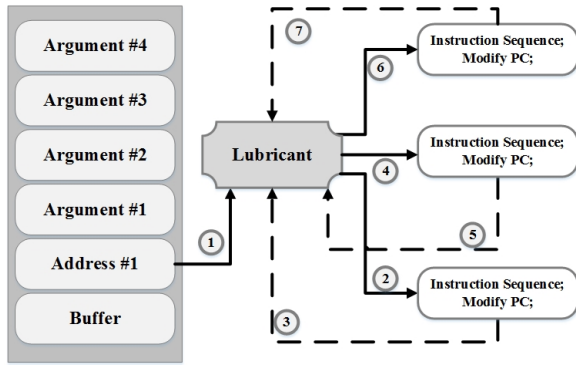 Argument #4
Argument #3
Argument #2
Argument #1
Address #1
Buffer
Lubricant
1
7
6
4
5
2
3
Instruction Sequence;
Modify PC;
Instruction Sequence;
Modify PC;
Instruction Sequence;
Modify PC;